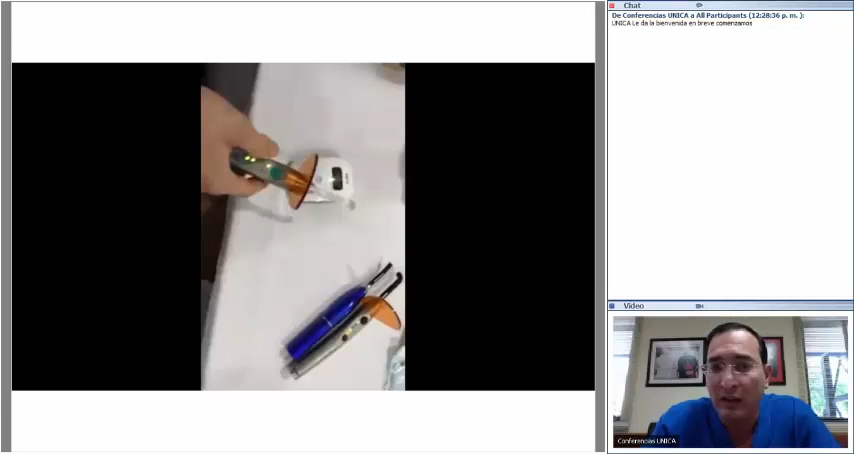 Chat
De Conferencias UNICA a All Participants (12:28:36 p. m. ):
UNICA Le da la bienvenida en breve comenzamos
Video
Conferencias UNICA